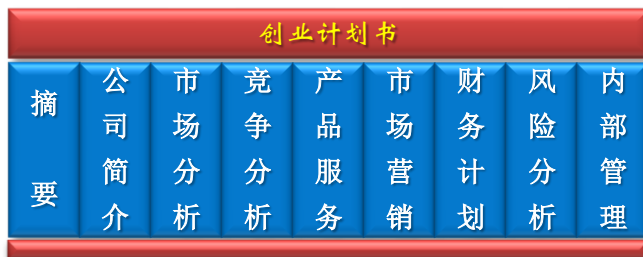 创业计划书
摘要
公司简介
市场分析
竞争分析
产品服务
市场营销
财务计划
风险分析
内部管理